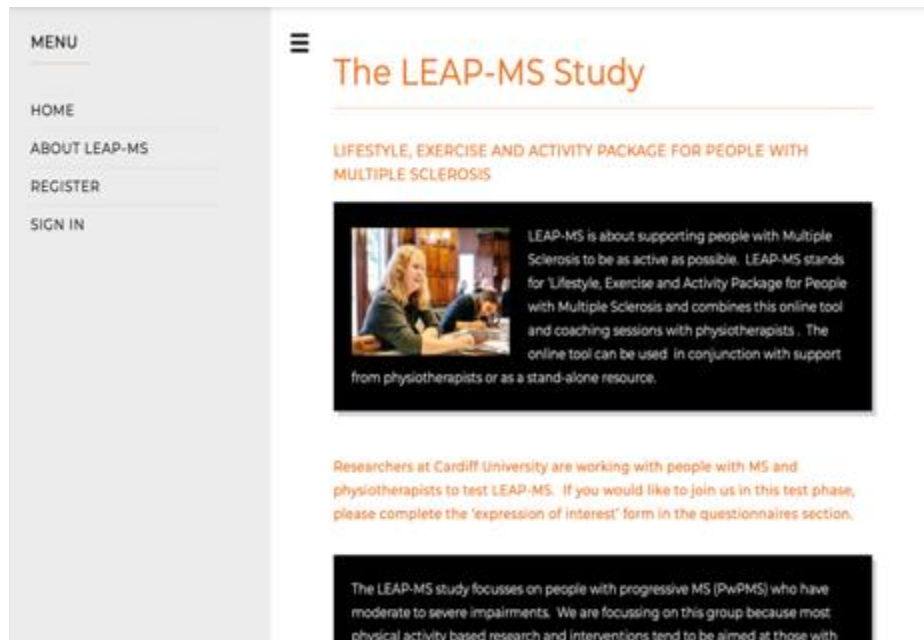 MENU
HOME
ABOUT LEAP-MS
REGISTER
SIGN IN
The LEAP-MS Study
LIFESTYLE, EXERCISE AND ACTIVITY PACKAGE FOR PEOPLE WITH
MULTIPLE SCLEROSIS
LEAP-MS is about supporting people with Multiple
Sclerosis to be as active as possible. LEAP-MS stands
for 'Lifestyle, Exercise and Activity Package for People
with Multiple Sclerosis and combines this online tool
and coaching sessions with physiotherapists . The
online tool can be used in conjunction with support
from physiotherapists or as a stand-alone resource.
Researchers at Cardiff University are working with people with MS and
physiotherapists to test LEAP-MS. If you would like to join us in this test phase,
please complete the 'expression of interest' form in the questionnaires section.
The LEAP-MS study focusses on people with progressive MS (PwPMS) who have
moderate to severe impairments. We are focussing on this group because most
physical activity based research and interventions tend to be aimed at those with